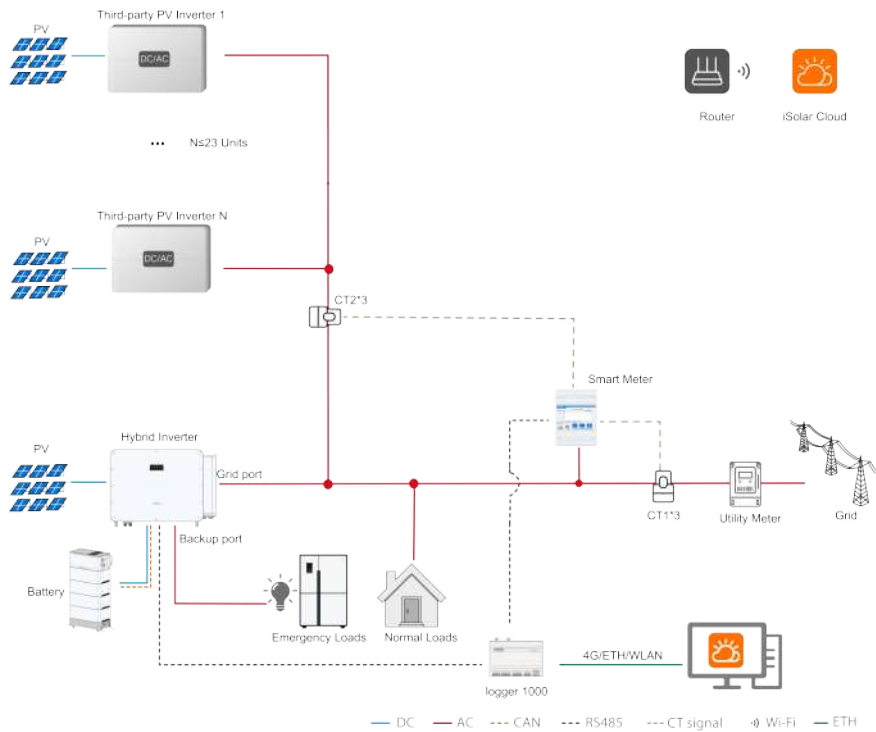 Third-party PV Inverter 1
PV
DC/AC
Router
iSolar Cloud
... N≤23 Units
Third-party PV Inverter N
PV
DC/AC
CT2*3
Smart Meter
Hybrid Inverter
PV
Grid port
CT1*3
Utility Meter
Grid
Backup port
Battery
Emergency Loads
Normal Loads
4G/ETH/WLAN
logger 1000
DC
AC
CAN
RS485
CT signal
Wi-Fi
ETH